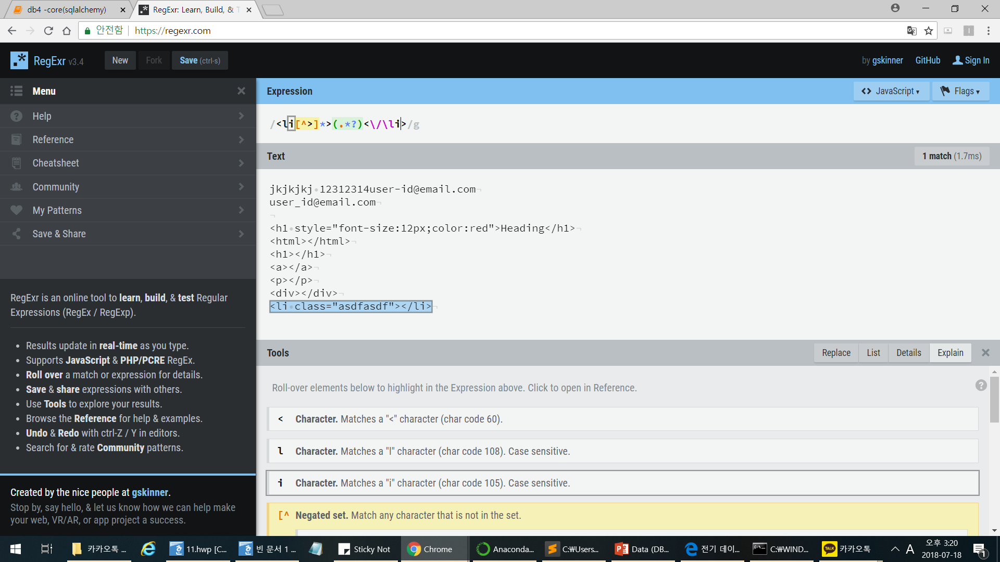 db4 -core(sqlalchemy)
RegExr: Learn, Build, & T
안전함
https://regexr.com
RegExr v3.4
New
Fork
Save (ctrl-s)
by gskinner
GitHub
Sign In
Menu
Help
Reference
Cheatsheet
Community
My Patterns
Save & Share
RegExr is an online tool to learn, build, & test Regular
Expressions (RegEx / RegExp).
• Results update in real-time as you type.
• Supports JavaScript & PHP/PCRE RegEx.
• Roll over a match or expression for details.
• Save & share expressions with others.
• Use Tools to explore your results.
• Browse the Reference for help & examples.
• Undo & Redo with ctrl-Z / Y in editors.
• Search for & rate Community patterns.
Created by the nice people at gskinner.
Stop by, say hello, & let us know how we can help make
your web, VR/AR, or app project a success.
Expression
<> JavaScript
Flags
/<li[^>]*>(.*?)<\/\li>/g
Text
1 match (1.7ms)
jkjkjkj 12312314user-id@email.com
user_id@email.com
<h1 style="font-size:12px;color:red">Heading</h1>
<html></html>
<h1></h1>
<a></a>
<p></p>
<div></div>
<li class="asdfasdf"></li>
Tools
Replace
List
Details
Explain
Roll-over elements below to highlight in the Expression above. Click to open in Reference.
< Character. Matches a "<" character (char code 60).
l Character. Matches a "l" character (char code 108). Case sensitive.
i Character. Matches a "i" character (char code 105). Case sensitive.
[^ Negated set. Match any character that is not in the set.
카카오톡 ...
11.hwp [C...
빈 문서 1 ...
Sticky Not
Chrome
Anaconda...
C:₩Users...
Data (DB...
전기 데이...
C:₩WIND...
TALK
카카오톡
A
오후 3:20
2018-07-18
1